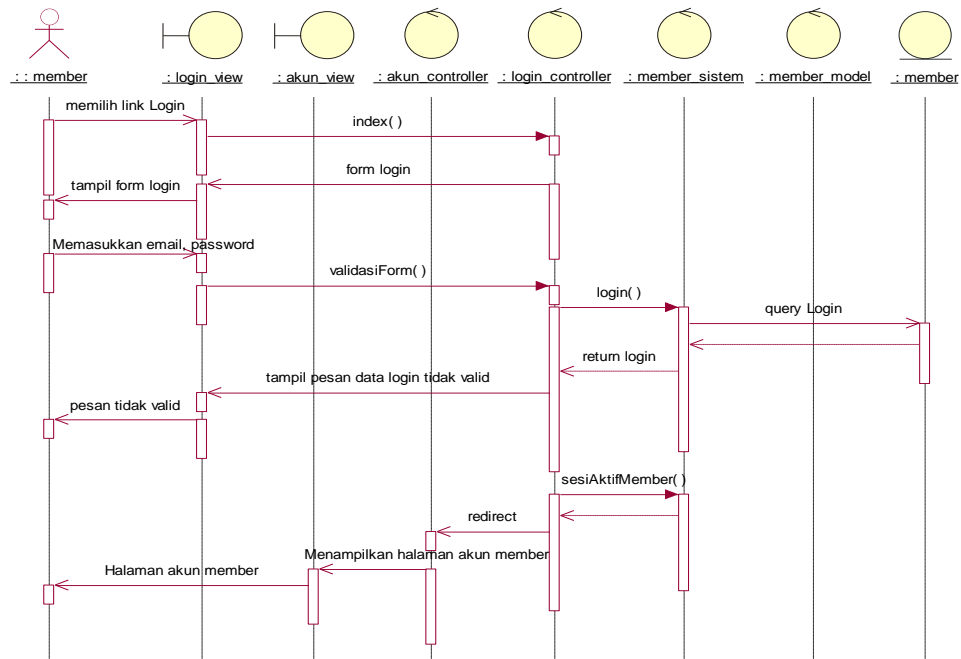 : : member
: login_view
: akun_view
: akun_controller
: login_controller
: member_sistem
: member_model
: member
memilih link Login
index( )
form login
tampil form login
Memasukkan email, password
validasiForm( )
login( )
query Login
return login
tampil pesan data login tidak valid
pesan tidak valid
sesiAktifMember( )
redirect
Menampilkan halaman akun member
Halaman akun member